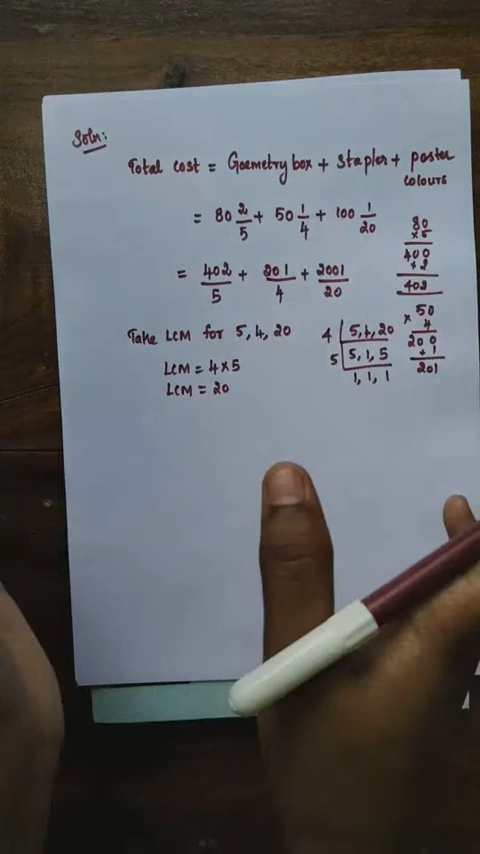 Soln:
Total cost = Geometry box + Stapler + poster
colours
= 80 2/5 + 50 1/4 + 100 1/20
= 402/5 + 201/4 + 2001/20
80
×5
400
+2
402
Take LCM for 5, 4, 20
LCM = 4×5
LCM = 20
4 | 5,4,20
5 | 5,1,5
1,1,1
×50
4
200
+1
201